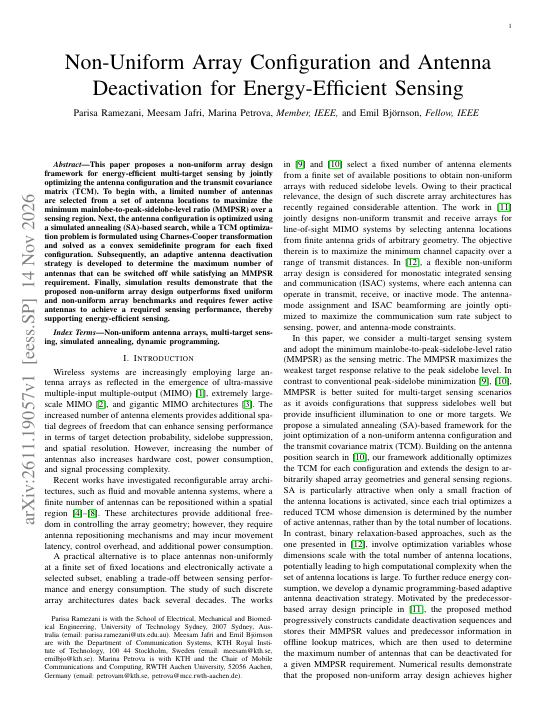 1
Non-Uniform Array Configuration and Antenna
Deactivation for Energy-Efficient Sensing
Parisa Ramezani, Meesam Jafri, Marina Petrova, Member, IEEE, and Emil Björnson, Fellow, IEEE
arXiv:2611.19057v1 [eess.SP] 14 Nov 2026
Abstract—This paper proposes a non-uniform array design
framework for energy-efficient multi-target sensing by jointly
optimizing the antenna configuration and the transmit covariance
matrix (TCM). To begin with, a limited number of antennas
are selected from a set of antenna locations to maximize the
minimum mainlobe-to-peak-sidelobe-level ratio (MMPSR) over a
sensing region. Next, the antenna configuration is optimized using
a simulated annealing (SA)-based search, while a TCM optimiza-
tion problem is formulated using Charnes-Cooper transformation
and solved as a convex semidefinite program for each fixed
configuration. Subsequently, an adaptive antenna deactivation
strategy is developed to determine the maximum number of
antennas that can be switched off while satisfying an MMPSR
requirement. Finally, simulation results demonstrate that the
proposed non-uniform array design outperforms fixed uniform
and non-uniform array benchmarks and requires fewer active
antennas to achieve a required sensing performance, thereby
supporting energy-efficient sensing.
Index Terms—Non-uniform antenna arrays, multi-target sens-
ing, simulated annealing, dynamic programming.
I. INTRODUCTION
Wireless systems are increasingly employing large an-
tenna arrays as reflected in the emergence of ultra-massive
multiple-input multiple-output (MIMO) [1], extremely large-
scale MIMO [2], and gigantic MIMO architectures [3]. The
increased number of antenna elements provides additional spa-
tial degrees of freedom that can enhance sensing performance
in terms of target detection probability, sidelobe suppression,
and spatial resolution. However, increasing the number of
antennas also increases hardware cost, power consumption,
and signal processing complexity.
Recent works have investigated reconfigurable array archi-
tectures, such as fluid and movable antenna systems, where a
finite number of antennas can be repositioned within a spatial
region [4]–[8]. These architectures provide additional free-
dom in controlling the array geometry; however, they require
antenna repositioning mechanisms and may incur movement
latency, control overhead, and additional power consumption.
A practical alternative is to place antennas non-uniformly
at a finite set of fixed locations and electronically activate a
selected subset, enabling a trade-off between sensing perfor-
mance and energy consumption. The study of such discrete
array architectures dates back several decades. The works
Parisa Ramezani is with the School of Electrical, Mechanical and Biomed-
ical Engineering, University of Technology Sydney, 2007 Sydney, Aus-
tralia (email: parisa.ramezani@uts.edu.au). Meesam Jafri and Emil Björnson
are with the Department of Communication Systems, KTH Royal Insti-
tute of Technology, 100 44 Stockholm, Sweden (email: meesam@kth.se,
emilbjo@kth.se). Marina Petrova is with KTH and the Chair of Mobile
Communications and Computing, RWTH Aachen University, 52056 Aachen,
Germany (email: petrovam@kth.se, petrova@mcc.rwth-aachen.de).
in [9] and [10] select a fixed number of antenna elements
from a finite set of available positions to obtain non-uniform
arrays with reduced sidelobe levels. Owing to their practical
relevance, the design of such discrete array architectures has
recently regained considerable attention. The work in [11]
jointly designs non-uniform transmit and receive arrays for
line-of-sight MIMO systems by selecting antenna locations
from finite antenna grids of arbitrary geometry. The objective
therein is to maximize the minimum channel capacity over a
range of transmit distances. In [12], a flexible non-uniform
array design is considered for monostatic integrated sensing
and communication (ISAC) systems, where each antenna can
operate in transmit, receive, or inactive mode. The antenna-
mode assignment and ISAC beamforming are jointly opti-
mized to maximize the communication sum rate subject to
sensing, power, and antenna-mode constraints.
In this paper, we consider a multi-target sensing system
and adopt the minimum mainlobe-to-peak-sidelobe-level ratio
(MMPSR) as the sensing metric. The MMPSR maximizes the
weakest target response relative to the peak sidelobe level. In
contrast to conventional peak-sidelobe minimization [9], [10],
MMPSR is better suited for multi-target sensing scenarios
as it avoids configurations that suppress sidelobes well but
provide insufficient illumination to one or more targets. We
propose a simulated annealing (SA)-based framework for the
joint optimization of a non-uniform antenna configuration and
the transmit covariance matrix (TCM). Building on the antenna
position search in [10], our framework additionally optimizes
the TCM for each configuration and extends the design to ar-
bitrarily shaped array geometries and general sensing regions.
SA is particularly attractive when only a small fraction of
the antenna locations is activated, since each trial optimizes a
reduced TCM whose dimension is determined by the number
of active antennas, rather than by the total number of locations.
In contrast, binary relaxation-based approaches, such as the
one presented in [12], involve optimization variables whose
dimensions scale with the total number of antenna locations,
potentially leading to high computational complexity when the
set of antenna locations is large. To further reduce energy con-
sumption, we develop a dynamic programming-based adaptive
antenna deactivation strategy. Motivated by the predecessor-
based array design principle in [11], the proposed method
progressively constructs candidate deactivation sequences and
stores their MMPSR values and predecessor information in
offline lookup matrices, which are then used to determine
the maximum number of antennas that can be deactivated for
a given MMPSR requirement. Numerical results demonstrate
that the proposed non-uniform array design achieves higher